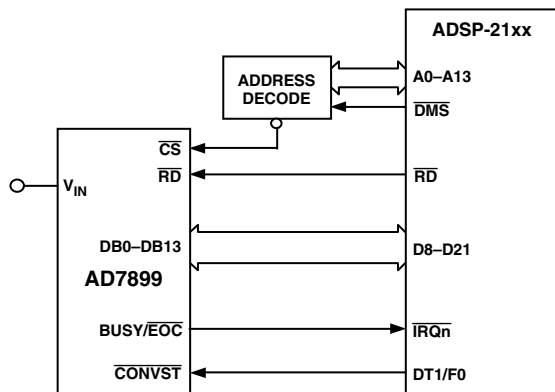 ADSP-21xx
ADDRESS
DECODE
A0–A13
DMS
CS
RD
RD
VIN
DB0–DB13
D8–D21
AD7899
BUSY/EOC
IRQn
CONVST
DT1/F0